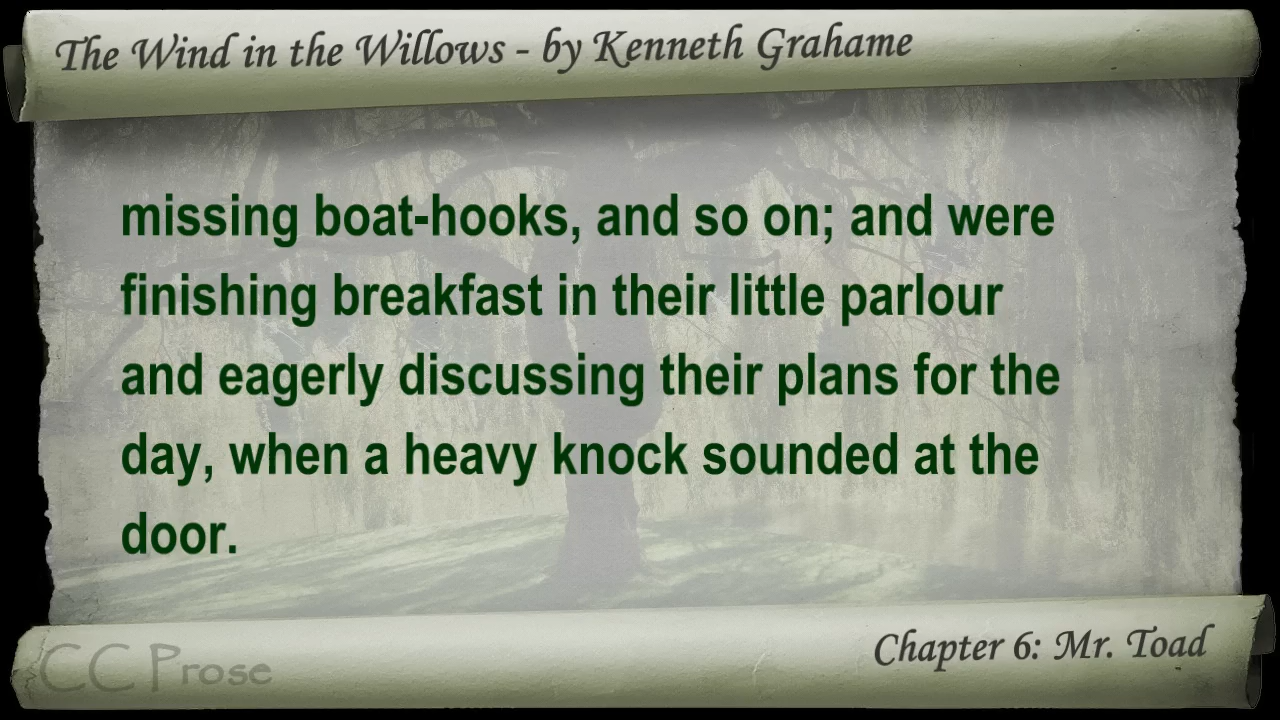 The Wind in the Willows - by Kenneth Grahame
missing boat-hooks, and so on; and were
finishing breakfast in their little parlour
and eagerly discussing their plans for the
day, when a heavy knock sounded at the
door.
CC Prose
Chapter 6: Mr. Toad